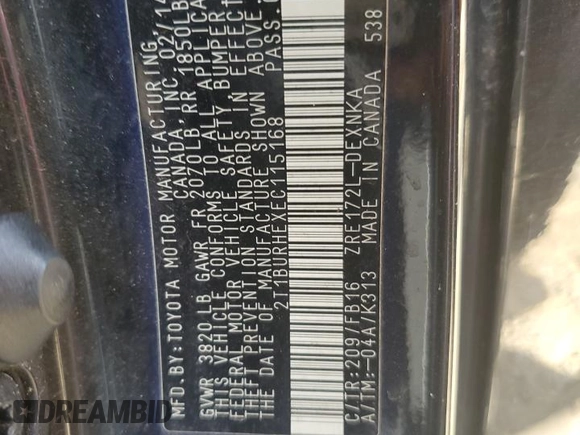 MFD.BY:TOYOTA MOTOR MANUFACTURING
CANADA, INC. 02/14
GVWR 3820LB GAWR FR 2070LB RR 1850LB
THIS VEHICLE CONFORMS TO ALL APPLICA
FEDERAL MOTOR VEHICLE SAFETY BUMPER,
THEFT PREVENTION STANDARDS IN EFFECT
THE DATE OF MANUFACTURE SHOWN ABOVE.
2T1BURHEXEC115168 PASS
C/TR:209/FB16 ZRE172L-DEXNKA
A/TM:-04A/K313 MADE IN CANADA 538
DREAMBID